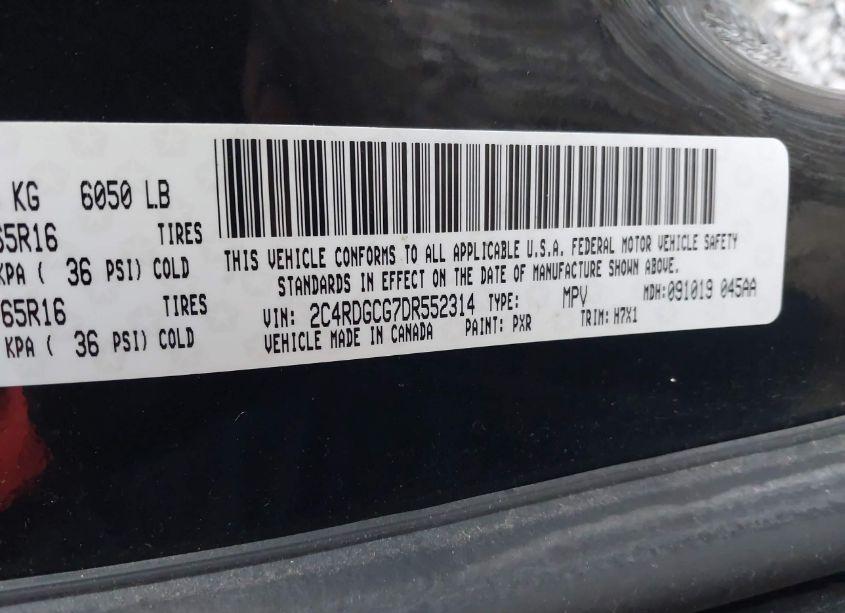 KG 6050 LB
65R16 TIRES
KPA ( 36 PSI) COLD
65R16 TIRES
KPA ( 36 PSI) COLD
THIS VEHICLE CONFORMS TO ALL APPLICABLE U.S.A. FEDERAL MOTOR VEHICLE SAFETY
STANDARDS IN EFFECT ON THE DATE OF MANUFACTURE SHOWN ABOVE.
VIN: 2C4RDGCG7DR552314 TYPE: MPV MDH:091019 045AA
VEHICLE MADE IN CANADA PAINT: PXR TRIM: H7X1